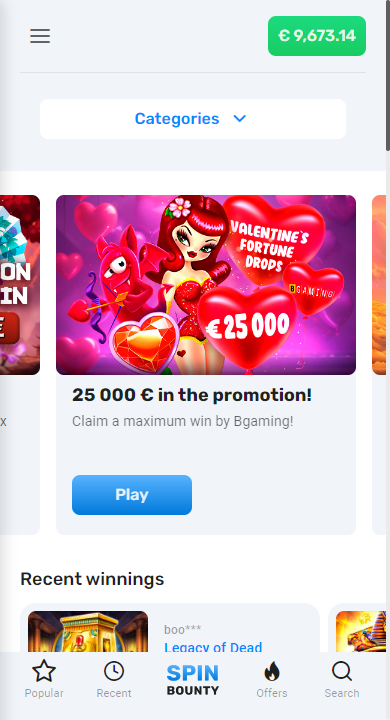 € 9,673.14
Categories
ON
IN
E
x
VALENTINE'S
FORTUNE
DROPS
BGAMING
€25 000
25 000 € in the promotion!
Claim a maximum win by Bgaming!
Play
Recent winnings
boo***
Legacy of Dead
Popular
Recent
SPIN
BOUNTY
Offers
Search